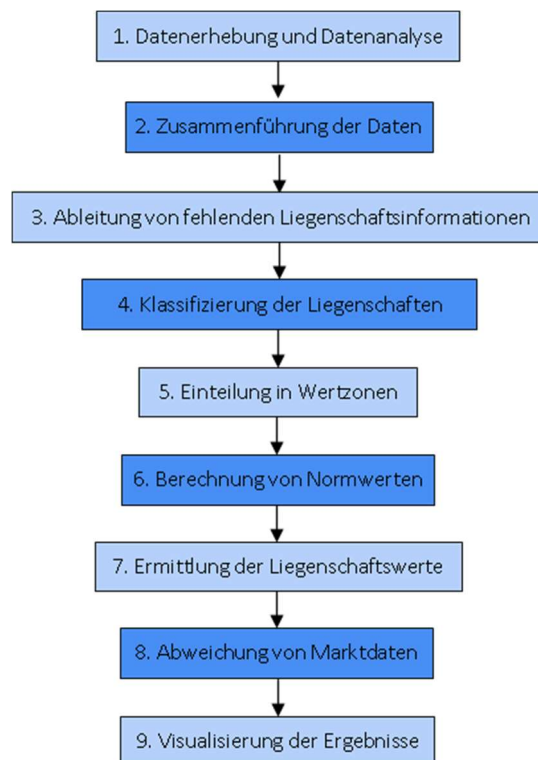 1. Datenerhebung und Datenanalyse
2. Zusammenführung der Daten
3. Ableitung von fehlenden Liegenschaftsinformationen
4. Klassifizierung der Liegenschaften
5. Einteilung in Wertzonen
6. Berechnung von Normwerten
7. Ermittlung der Liegenschaftswerte
8. Abweichung von Marktdaten
9. Visualisierung der Ergebnisse